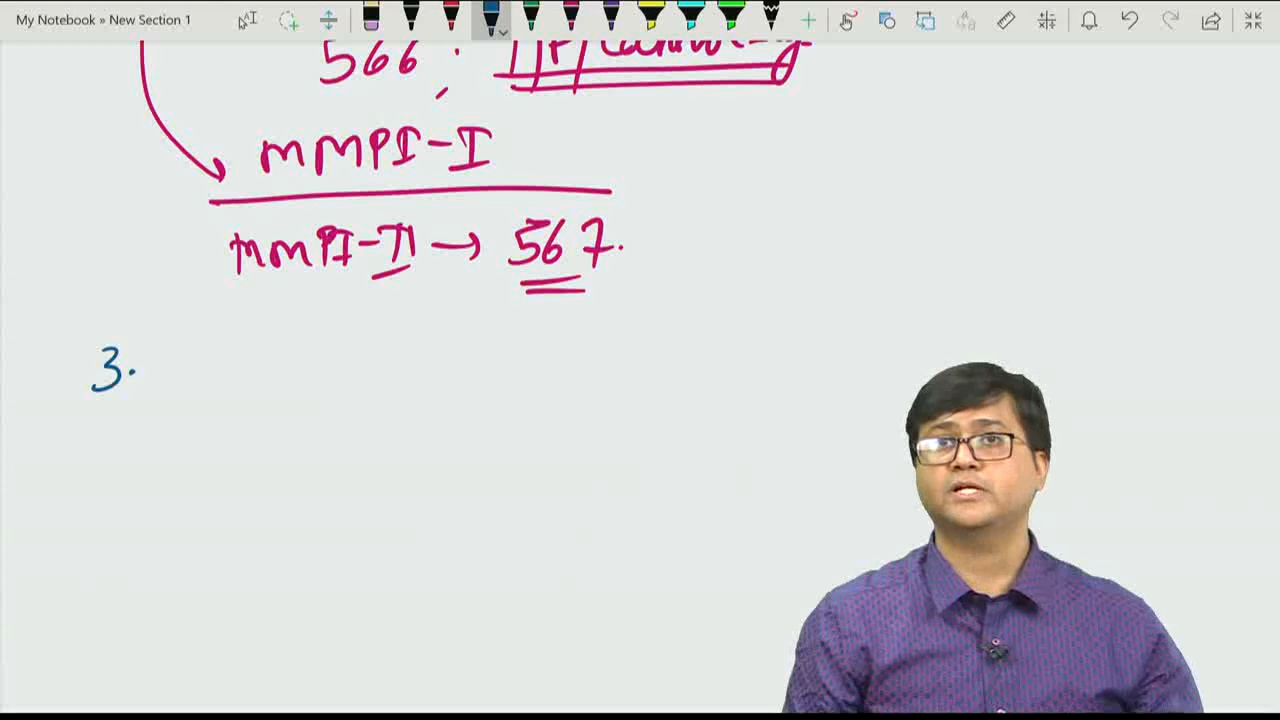 My Notebook » New Section 1
566 :
MMPI-I
MMPI-II → 567.
3.